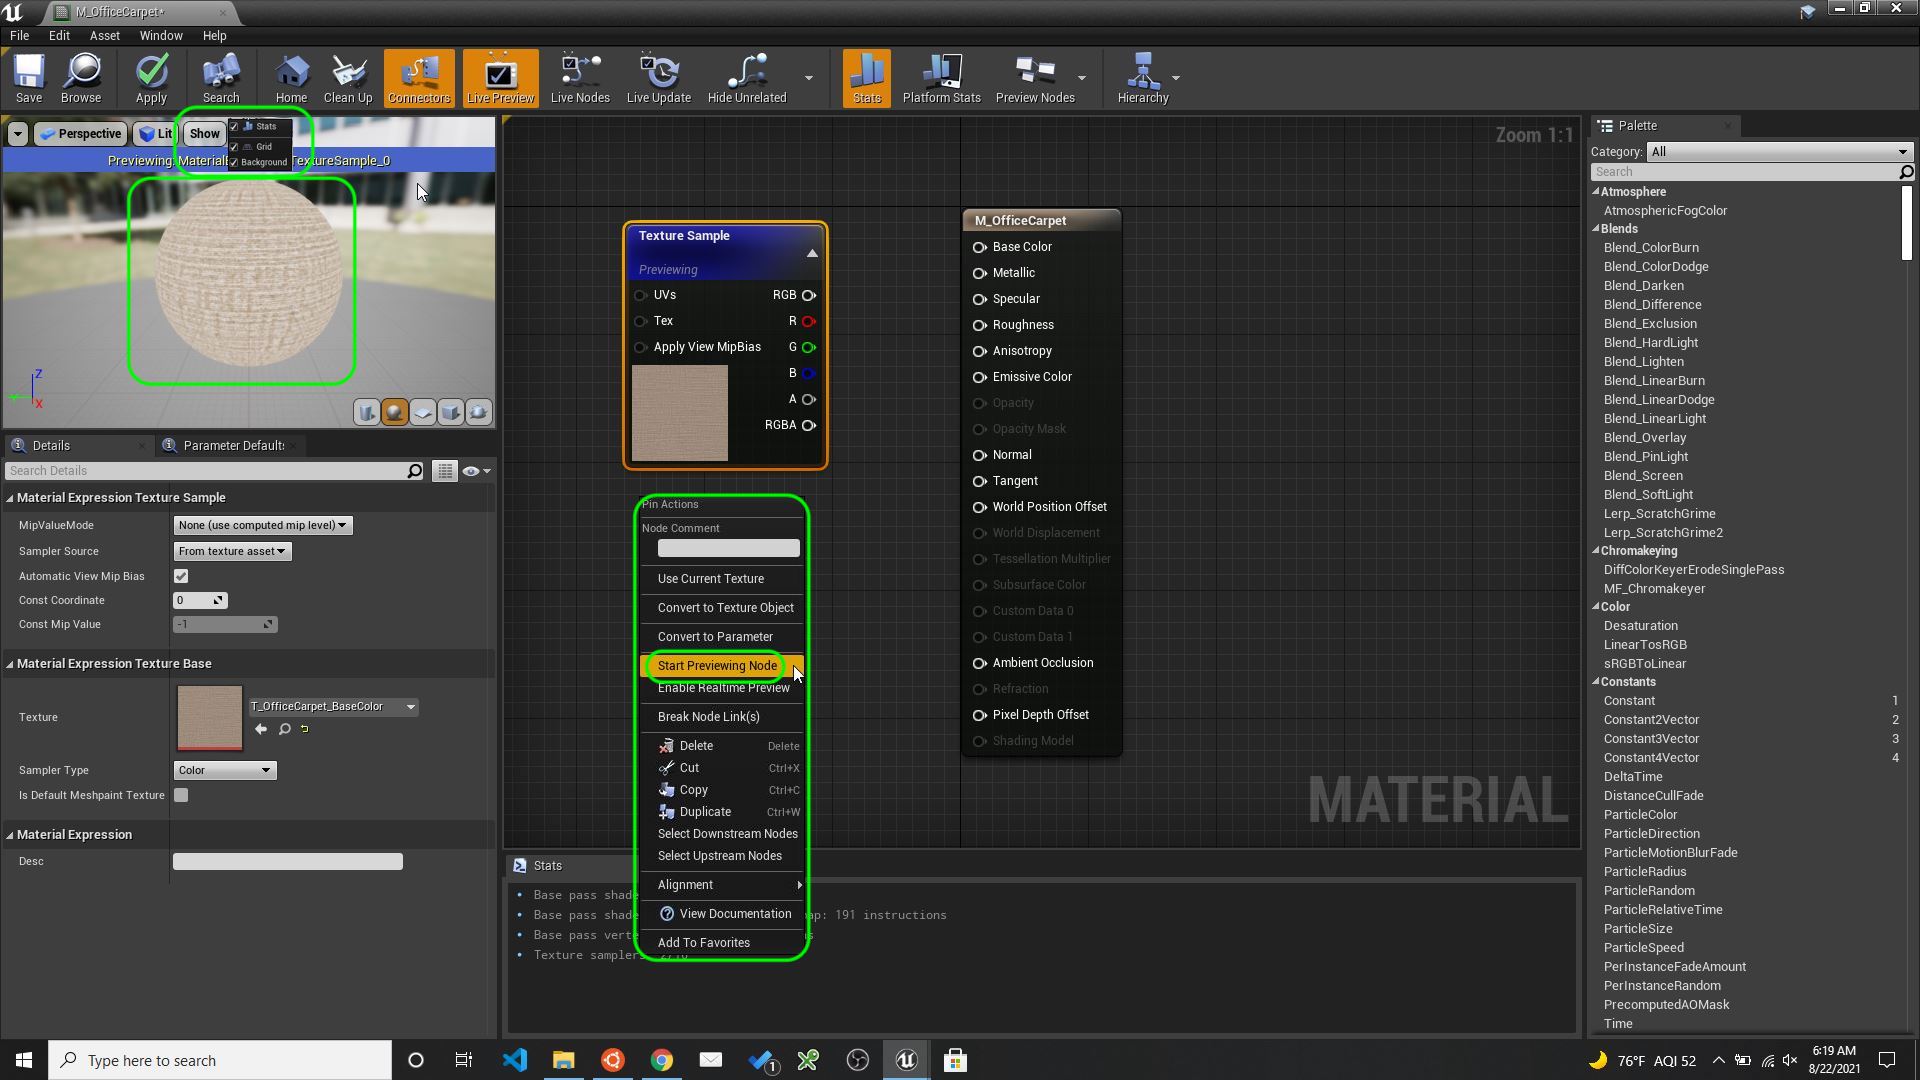 M_OfficeCarpet*
File Edit Asset Window Help
Save Browse Apply Search Home Clean Up Connectors Live Preview Live Nodes Live Update Hide Unrelated Stats Platform Stats Preview Nodes Hierarchy
Perspective Lit Show
Stats
Grid
Background
Previewing: Material TextureSample_0
Z
X
Details Parameter Default
Search Details
Material Expression Texture Sample
MipValueMode None (use computed mip level)
Sampler Source From texture asset
Automatic View Mip Bias
Const Coordinate 0
Const Mip Value -1
Material Expression Texture Base
Texture T_OfficeCarpet_BaseColor
Sampler Type Color
Is Default Meshpaint Texture
Material Expression
Desc
Zoom 1:1
Texture Sample
Previewing
UVs RGB
Tex R
Apply View MipBias G
B
A
RGBA
M_OfficeCarpet
Base Color
Metallic
Specular
Roughness
Anisotropy
Emissive Color
Opacity
Opacity Mask
Normal
Tangent
World Position Offset
World Displacement
Tessellation Multiplier
Subsurface Color
Custom Data 0
Custom Data 1
Ambient Occlusion
Refraction
Pixel Depth Offset
Shading Model
MATERIAL
Pin Actions
Node Comment
Use Current Texture
Convert to Texture Object
Convert to Parameter
Start Previewing Node
Enable Realtime Preview
Break Node Link(s)
Delete Delete
Cut Ctrl+X
Copy Ctrl+C
Duplicate Ctrl+W
Select Downstream Nodes
Select Upstream Nodes
Alignment
View Documentation
Add To Favorites
Stats
Base pass shade
Base pass shade ap: 191 instructions
Base pass verte s
Texture samplers
Palette
Category: All
Search
Atmosphere
AtmosphericFogColor
Blends
Blend_ColorBurn
Blend_ColorDodge
Blend_Darken
Blend_Difference
Blend_Exclusion
Blend_HardLight
Blend_Lighten
Blend_LinearBurn
Blend_LinearDodge
Blend_LinearLight
Blend_Overlay
Blend_PinLight
Blend_Screen
Blend_SoftLight
Lerp_ScratchGrime
Lerp_ScratchGrime2
Chromakeying
DiffColorKeyerErodeSinglePass
MF_Chromakeyer
Color
Desaturation
LinearTosRGB
sRGBToLinear
Constants
Constant 1
Constant2Vector 2
Constant3Vector 3
Constant4Vector 4
DeltaTime
DistanceCullFade
ParticleColor
ParticleDirection
ParticleMotionBlurFade
ParticleRadius
ParticleRandom
ParticleRelativeTime
ParticleSize
ParticleSpeed
PerInstanceFadeAmount
PerInstanceRandom
PrecomputedAOMask
Time
Type here to search
1
76°F AQI 52
6:19 AM
8/22/2021